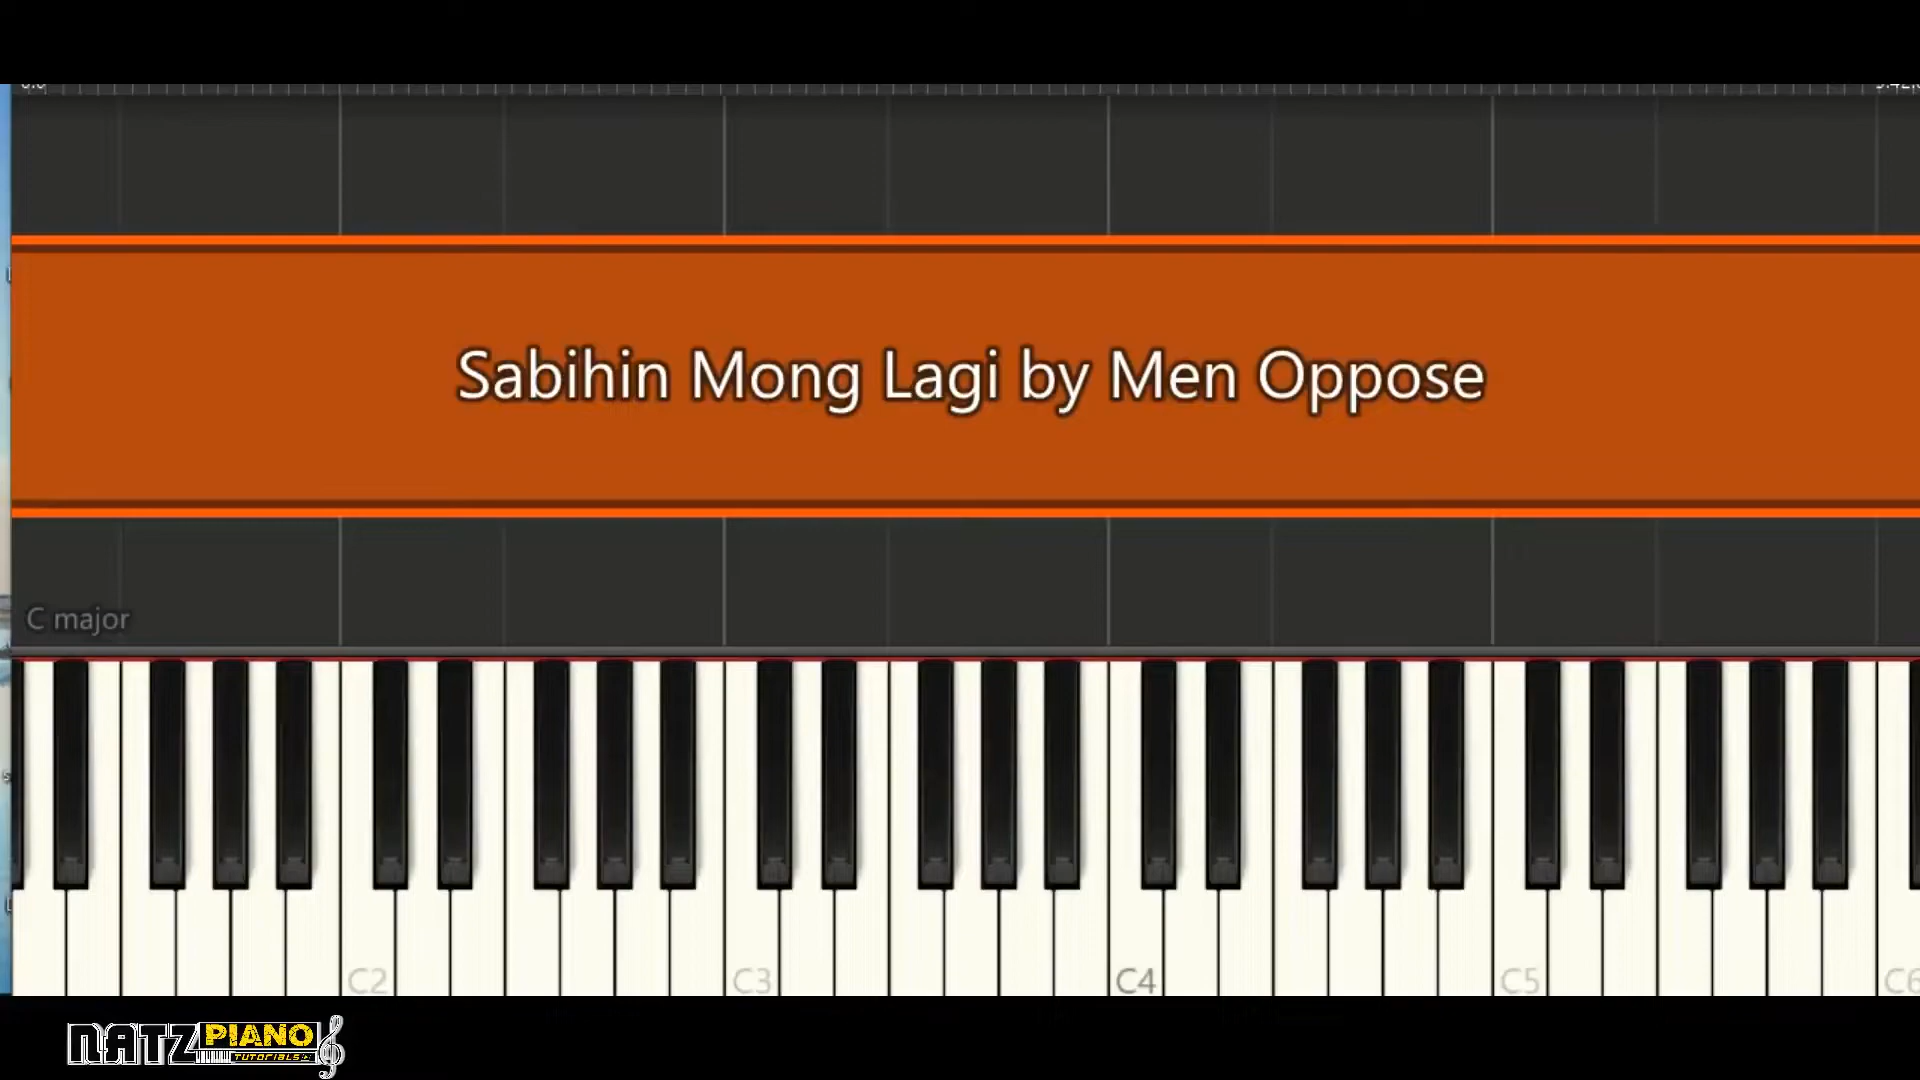 Sabihin Mong Lagi by Men Oppose
C major
C2 C3 C4 C5 C6
NATZ PIANO
TUTORIALS